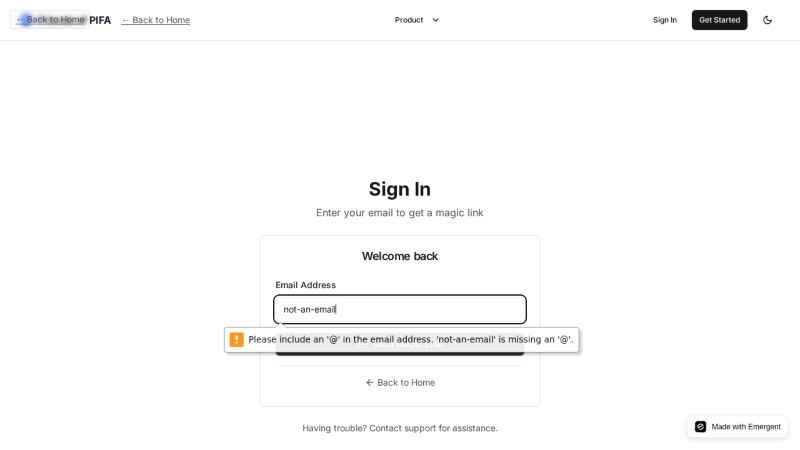 ← Back to Home PIFA ← Back to Home Product Sign In Get Started
Sign In
Enter your email to get a magic link
Welcome back
Email Address
not-an-email
Please include an '@' in the email address. 'not-an-email' is missing an '@'.
← Back to Home
Having trouble? Contact support for assistance.
Made with Emergent